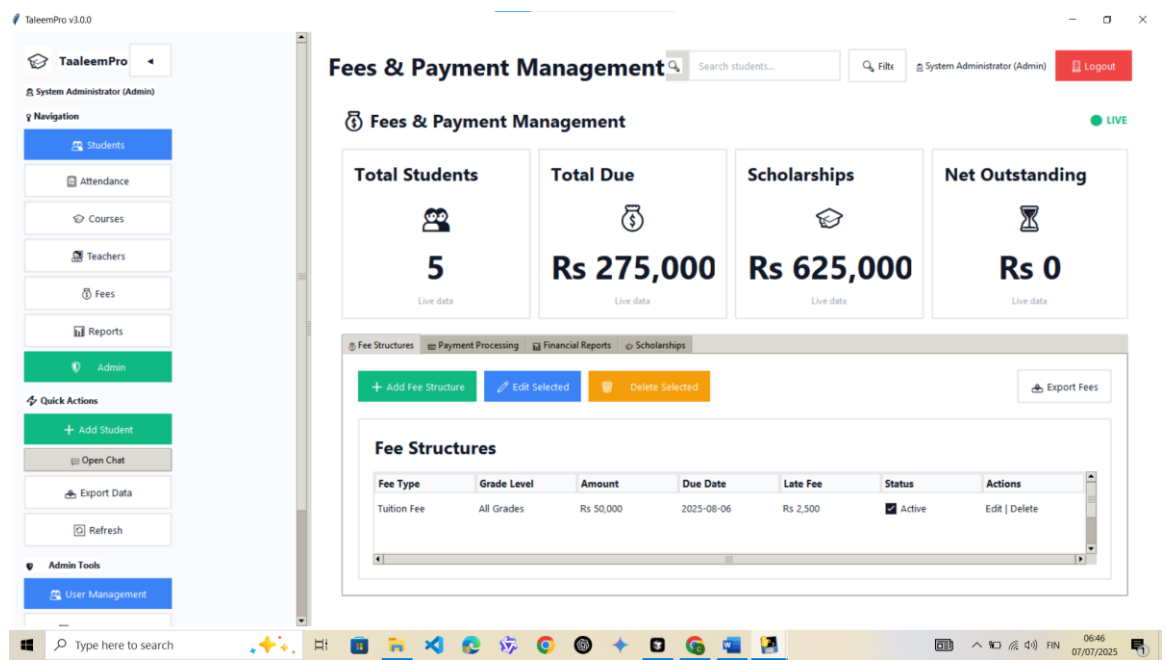 TaleemPro v3.0.0
TaaleemPro
System Administrator (Admin)
Navigation
Students
Attendance
Courses
Teachers
Fees
Reports
Admin
Quick Actions
+ Add Student
Open Chat
Export Data
Refresh
Admin Tools
User Management
Fees & Payment Management
Search students...
Filte
System Administrator (Admin)
Logout
Fees & Payment Management
LIVE
Total Students
5
Live data
Total Due
Rs 275,000
Live data
Scholarships
Rs 625,000
Live data
Net Outstanding
Rs 0
Live data
Fee Structures Payment Processing Financial Reports Scholarships
+ Add Fee Structure Edit Selected Delete Selected Export Fees
Fee Structures
Fee Type Grade Level Amount Due Date Late Fee Status Actions
Tuition Fee All Grades Rs 50,000 2025-08-06 Rs 2,500 Active Edit | Delete
Type here to search
FIN
06:46
07/07/2025
1